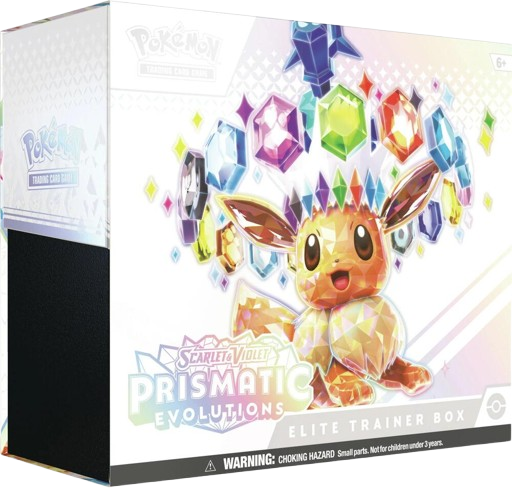 Pokémon
TRADING CARD GAME
6+
Pokémon
TRADING CARD GAME
Scarlet & Violet
PRISMATIC
EVOLUTIONS
ELITE TRAINER BOX
WARNING: CHOKING HAZARD Small parts. Not for children under 3 years.